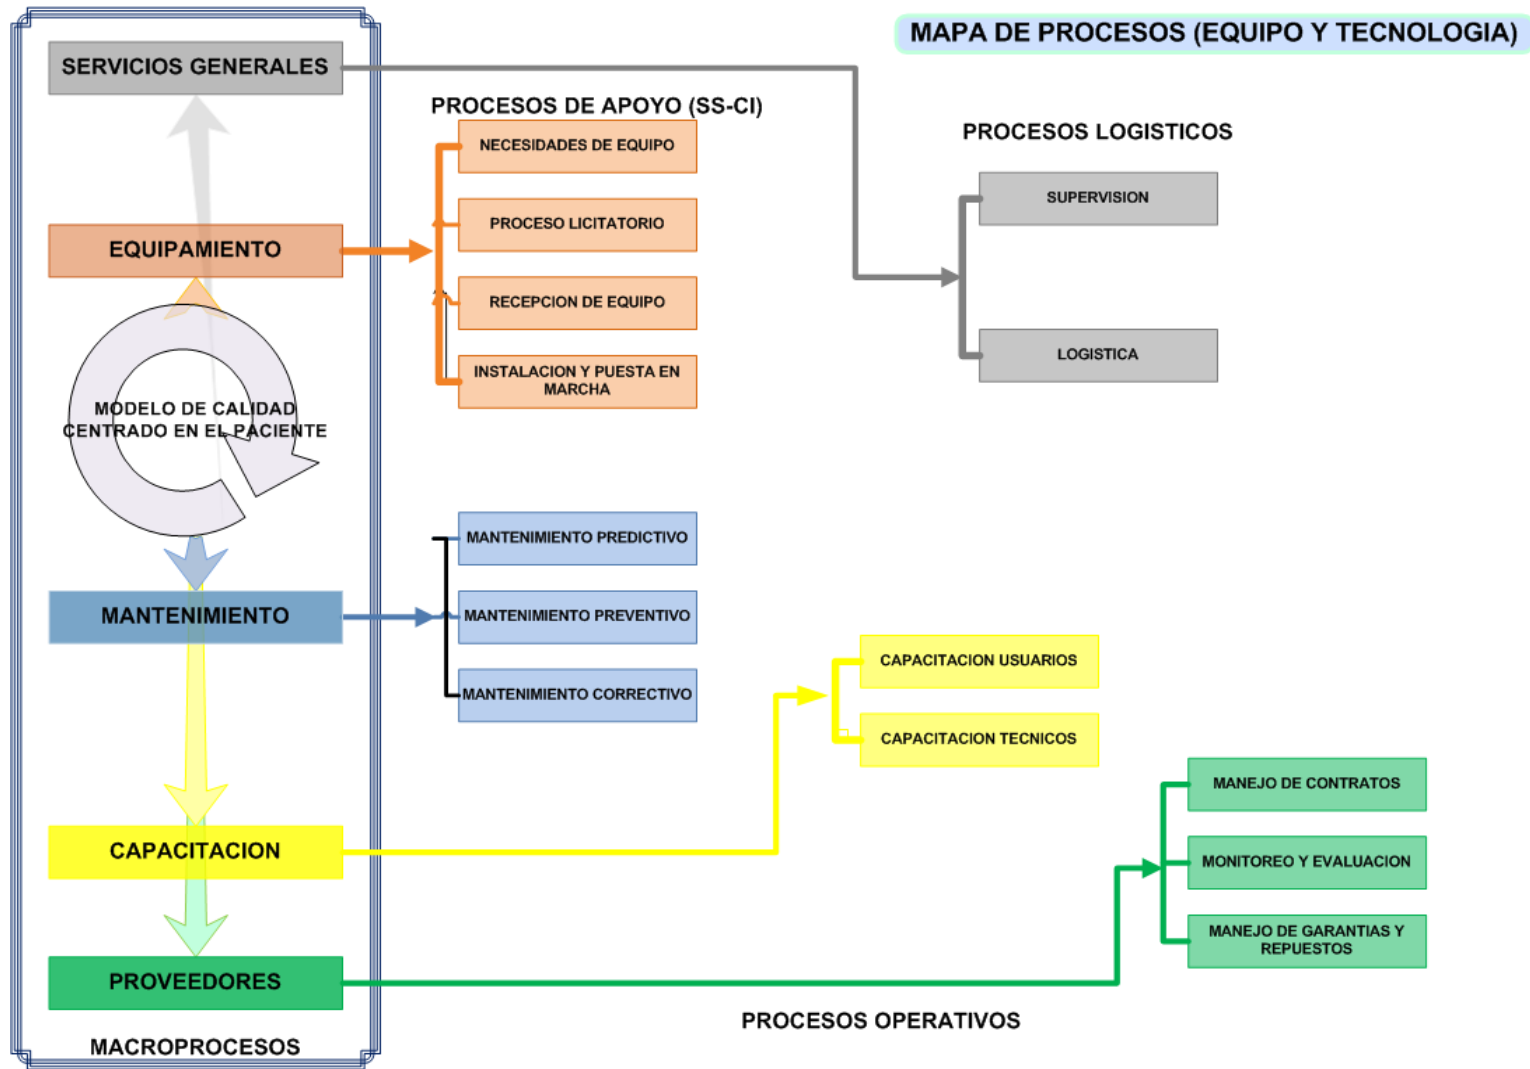 MAPA DE PROCESOS (EQUIPO Y TECNOLOGIA)
SERVICIOS GENERALES
PROCESOS DE APOYO (SS-CI)
PROCESOS LOGISTICOS
NECESIDADES DE EQUIPO
SUPERVISION
PROCESO LICITATORIO
EQUIPAMIENTO
RECEPCION DE EQUIPO
LOGISTICA
INSTALACION Y PUESTA EN
MARCHA
MODELO DE CALIDAD
CENTRADO EN EL PACIENTE
MANTENIMIENTO PREDICTIVO
MANTENIMIENTO
MANTENIMIENTO PREVENTIVO
CAPACITACION USUARIOS
MANTENIMIENTO CORRECTIVO
CAPACITACION TECNICOS
MANEJO DE CONTRATOS
CAPACITACION
MONITOREO Y EVALUACION
MANEJO DE GARANTIAS Y
REPUESTOS
PROVEEDORES
PROCESOS OPERATIVOS
MACROPROCESOS